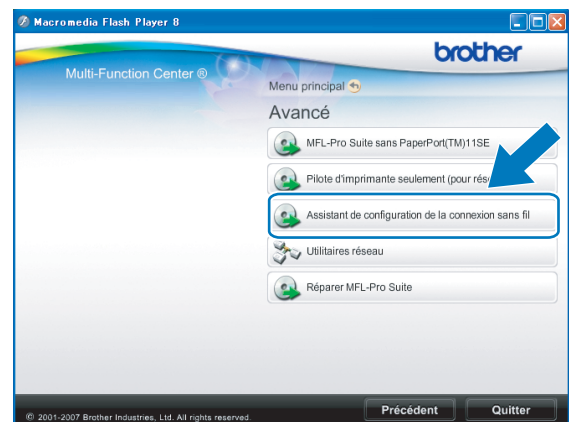 Macromedia Flash Player 8
brother
Multi-Function Center ®
Menu principal
Avancé
MFL-Pro Suite sans PaperPort(TM)11SE
Pilote d'imprimante seulement (pour rés
Assistant de configuration de la connexion sans fil
Utilitaires réseau
Réparer MFL-Pro Suite
Précédent
Quitter
© 2001-2007 Brother Industries, Ltd. All rights reserved.